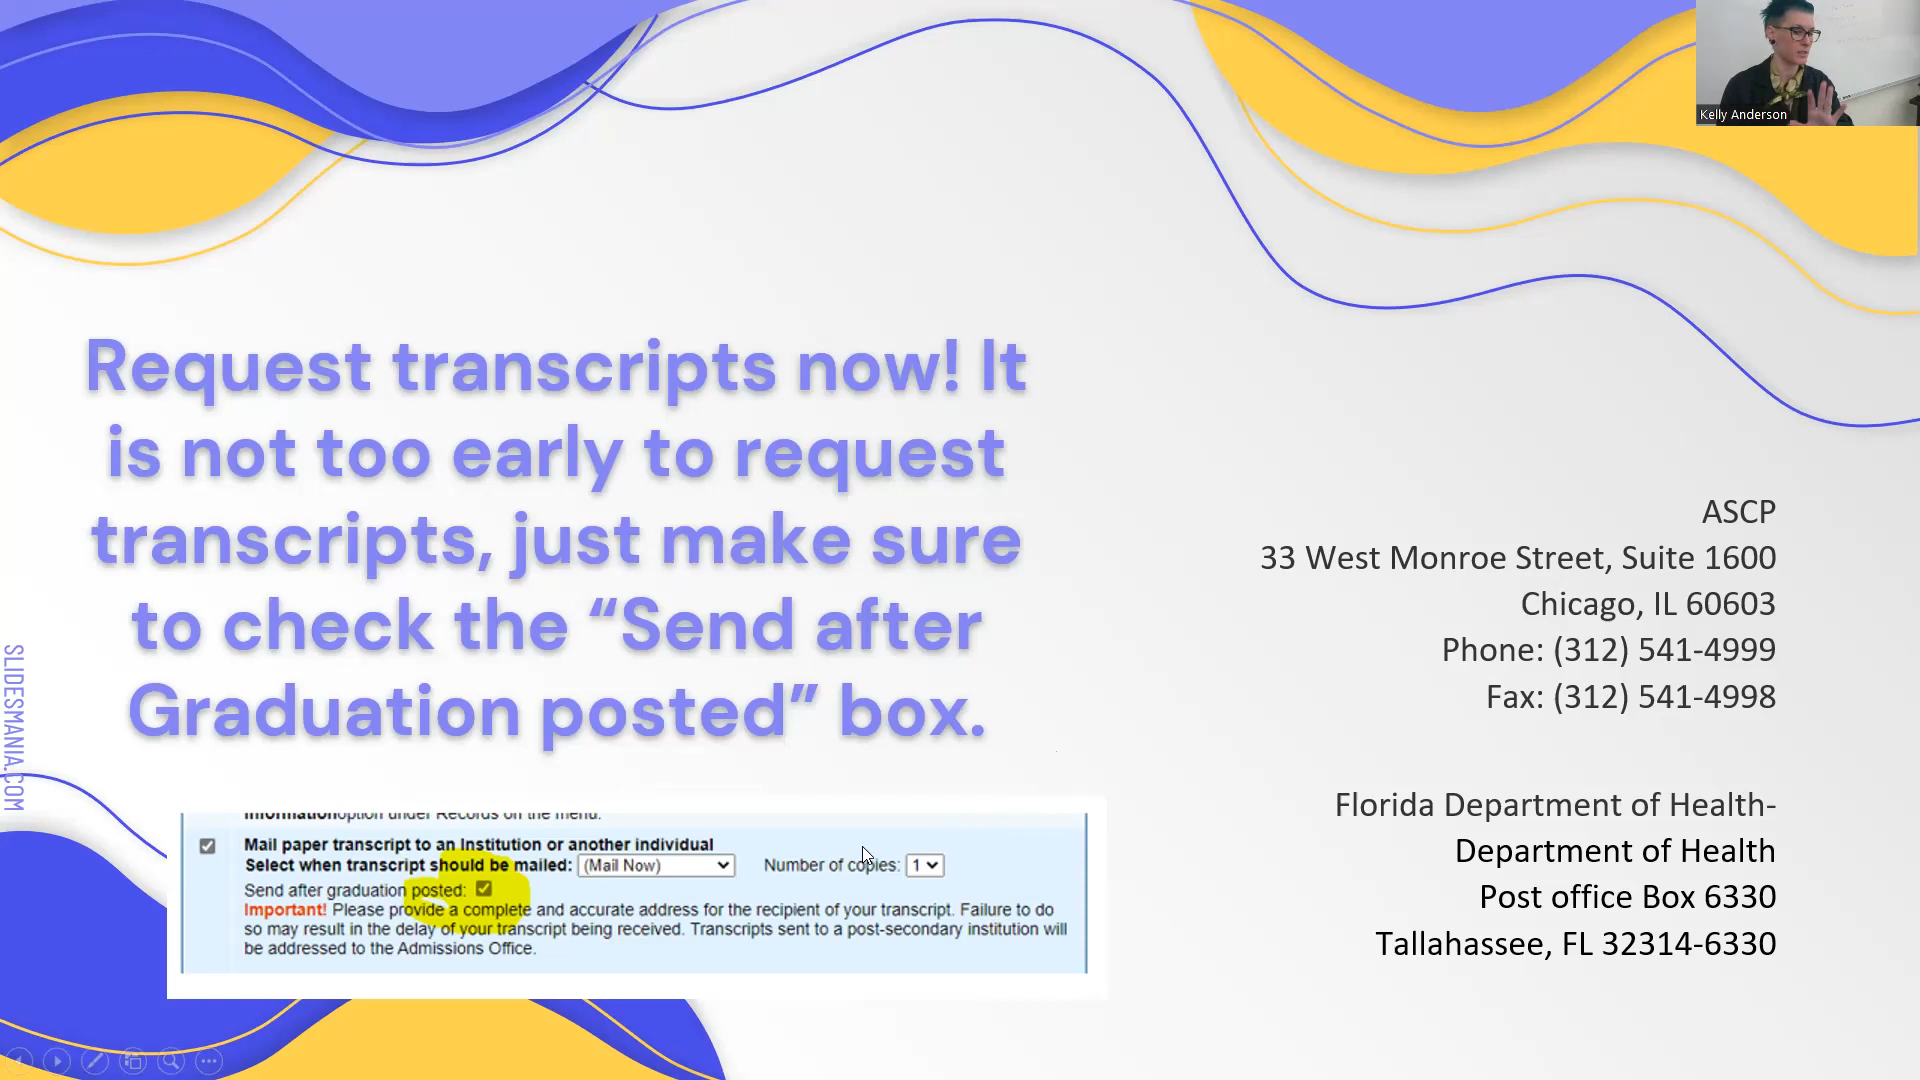 Kelly Anderson
Request transcripts now! It
is not too early to request
transcripts, just make sure
to check the “Send after
Graduation posted” box.
ASCP
33 West Monroe Street, Suite 1600
Chicago, IL 60603
Phone: (312) 541-4999
Fax: (312) 541-4998
Florida Department of Health-
Department of Health
Post office Box 6330
Tallahassee, FL 32314-6330
Informationoption under Records on the menu.
Mail paper transcript to an Institution or another individual
Select when transcript should be mailed: (Mail Now) Number of copies: 1
Send after graduation posted:
Important! Please provide a complete and accurate address for the recipient of your transcript. Failure to do
so may result in the delay of your transcript being received. Transcripts sent to a post-secondary institution will
be addressed to the Admissions Office.
SLIDESMANIA.COM